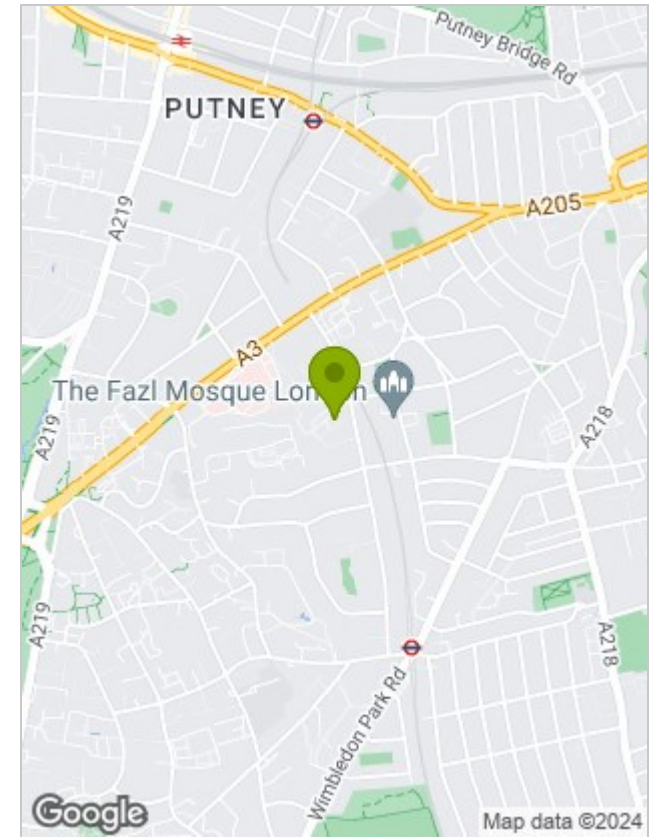 Putney Bridge Rd
PUTNEY
A219
A205
A3
The Fazl Mosque London
A218
A219
A219
A218
Wimbledon Park Rd
Google
Map data ©2024